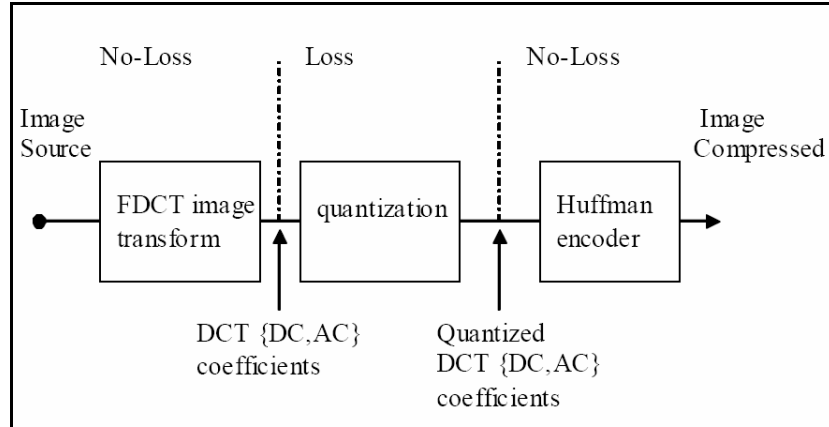 No-Loss
Loss
No-Loss
Image
Source
Image
Compressed
FDCT image
transform
quantization
Huffman
encoder
DCT {DC,AC}
coefficients
Quantized
DCT {DC,AC}
coefficients